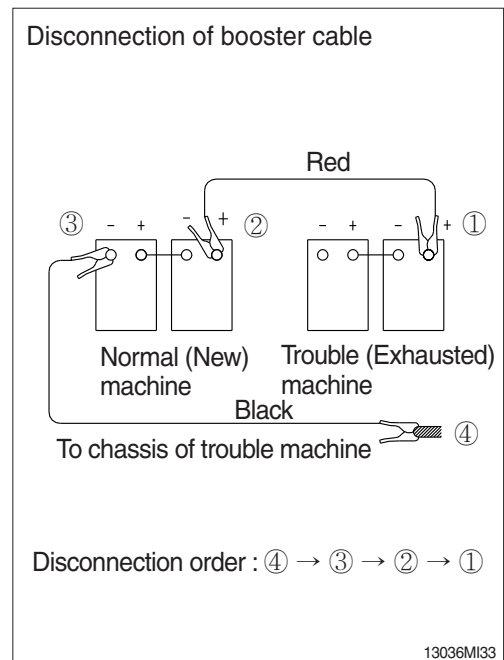 Disconnection of booster cable
Red
③ - + - + ② - + - + ①
Normal (New)
machine
Trouble (Exhausted)
machine
Black
④
To chassis of trouble machine
Disconnection order : ④ → ③ → ② → ①
13036MI33